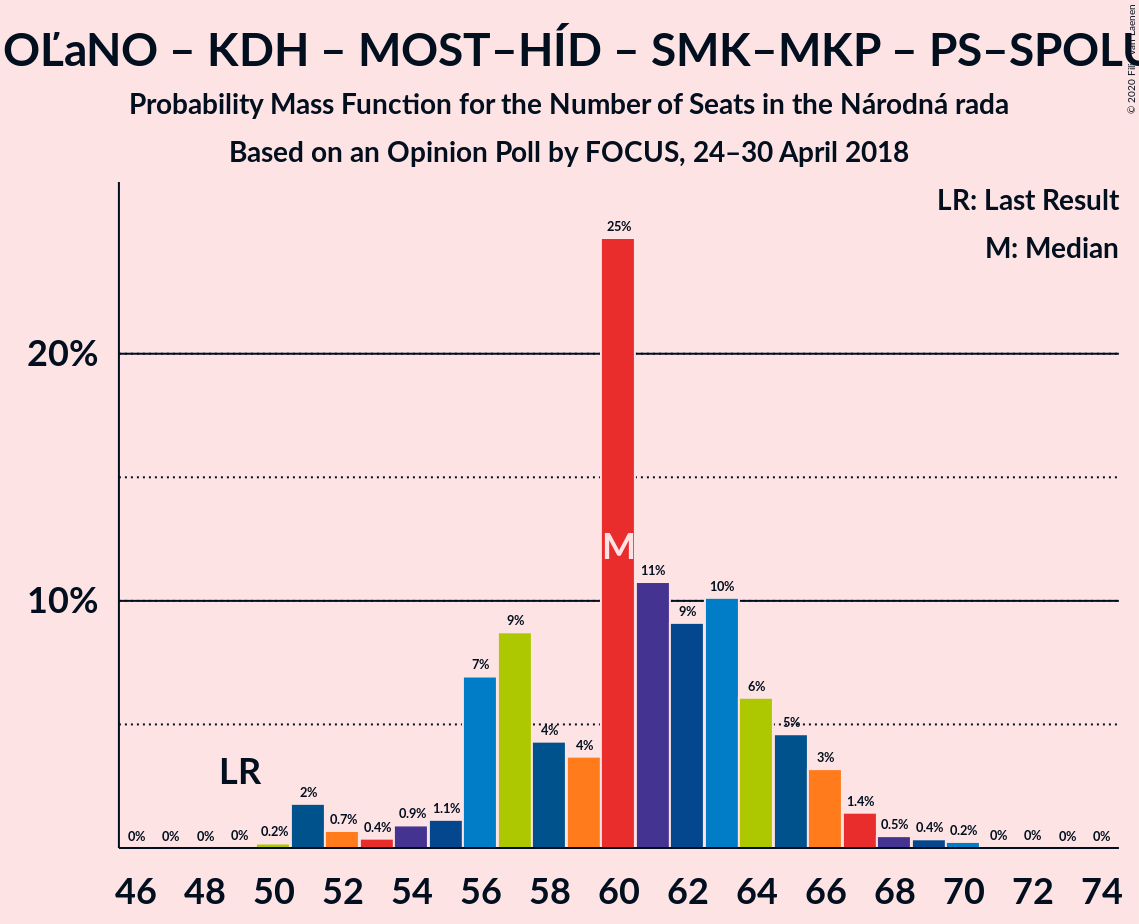 OĽaNO – KDH – MOST–HÍD – SMK–MKP – PS–SPOLU
Probability Mass Function for the Number of Seats in the Národná rada
Based on an Opinion Poll by FOCUS, 24–30 April 2018
© 2020 Filip van Laenen
LR: Last Result
M: Median
20%
10%
LR
M
0% 0% 0% 0% 0.2% 2% 0.7% 0.4% 0.9% 1.1% 7% 9% 4% 4% 25% 11% 9% 10% 6% 5% 3% 1.4% 0.5% 0.4% 0.2% 0% 0% 0% 0%
46 48 50 52 54 56 58 60 62 64 66 68 70 72 74